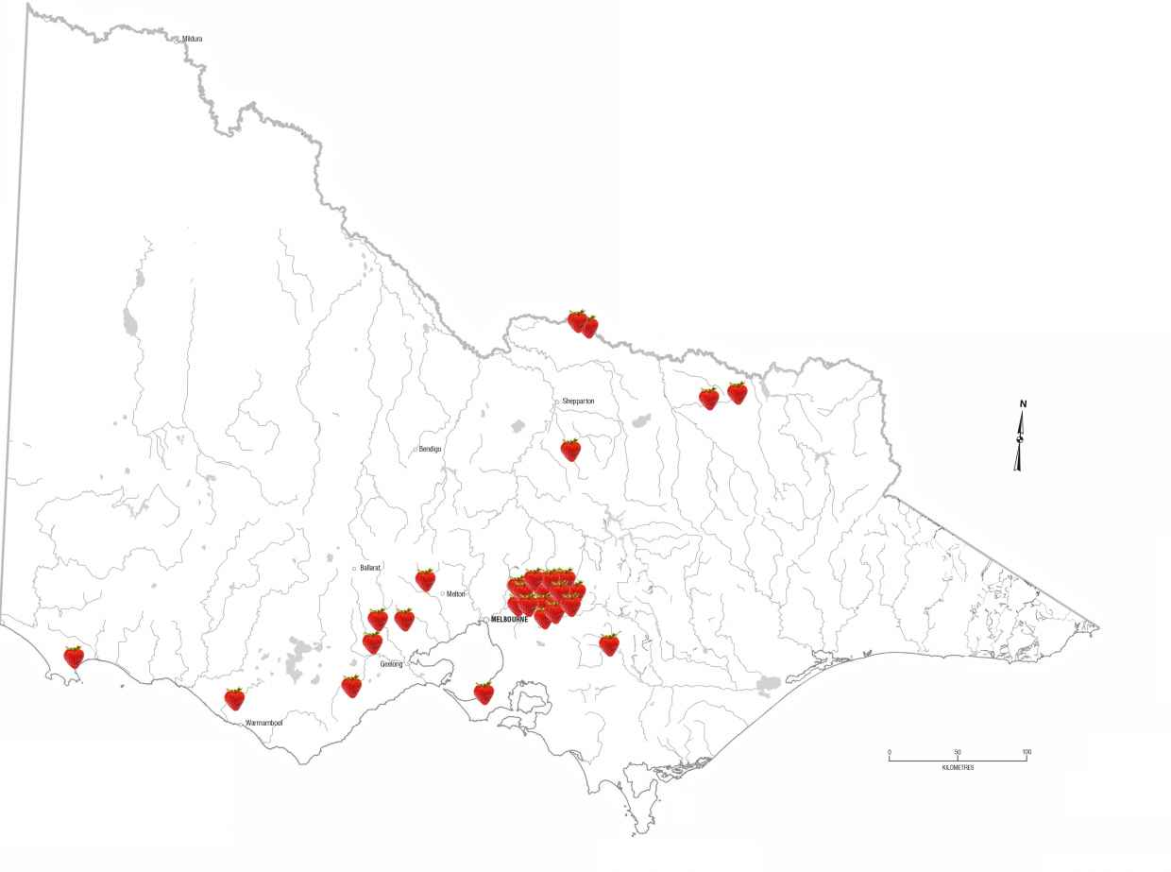 Mildura
N
Shepparton
Bendigo
Ballarat
Melton
MELBOURNE
Geelong
Warrnambool
0 50 100
KILOMETRES